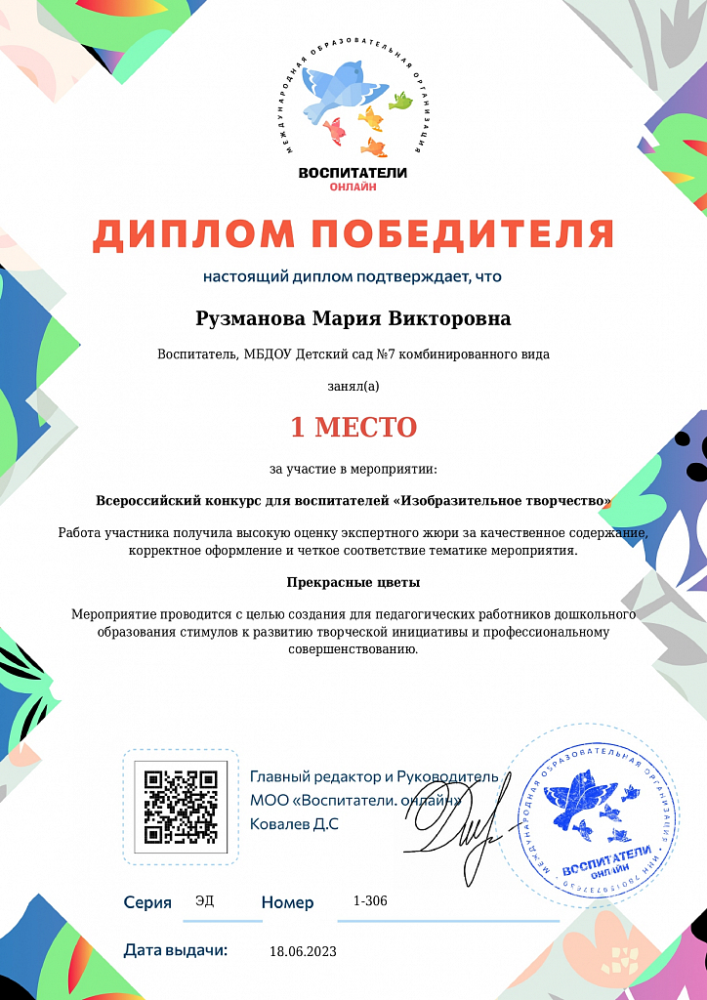 МЕЖДУНАРОДНАЯ ОБРАЗОВАТЕЛЬНАЯ ОРГАНИЗАЦИЯ
ВОСПИТАТЕЛИ
ОНЛАЙН
ДИПЛОМ ПОБЕДИТЕЛЯ
настоящий диплом подтверждает, что
Рузманова Мария Викторовна
Воспитатель, МБДОУ Детский сад №7 комбинированного вида
занял(а)
1 МЕСТО
за участие в мероприятии:
Всероссийский конкурс для воспитателей «Изобразительное творчество»
Работа участника получила высокую оценку экспертного жюри за качественное содержание,
корректное оформление и четкое соответствие тематике мероприятия.
Прекрасные цветы
Мероприятие проводится с целью создания для педагогических работников дошкольного
образования стимулов к развитию творческой инициативы и профессиональному
совершенствованию.
Главный редактор и Руководитель
МОО «Воспитатели. онлайн»
Ковалев Д.С
МЕЖДУНАРОДНАЯ ОБРАЗОВАТЕЛЬНАЯ ОРГАНИЗАЦИЯ • ИНН
ВОСПИТАТЕЛИ
ОНЛАЙН
Серия ЭД Номер 1-306
Дата выдачи: 18.06.2023